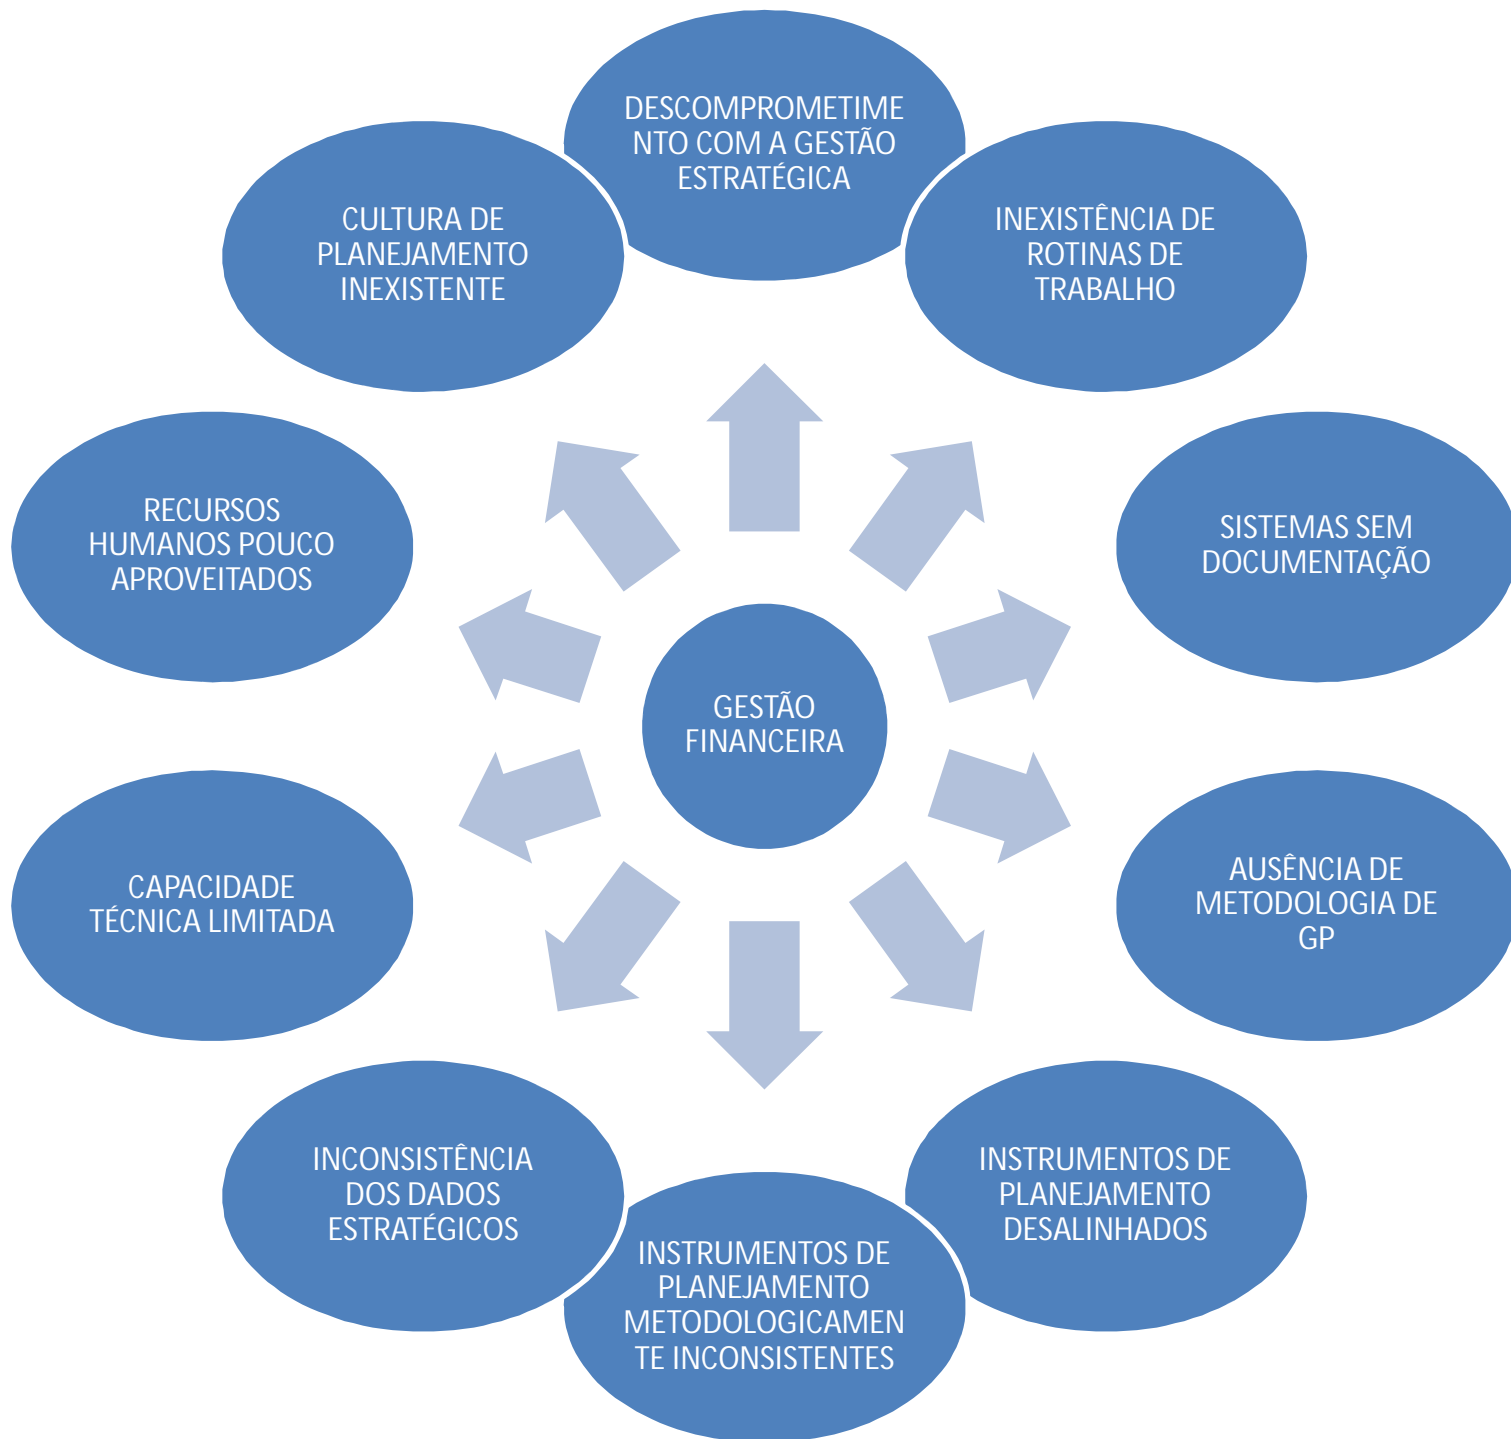 DESCOMPROMETIME
NTO COM A GESTÃO
ESTRATÉGICA
INEXISTÊNCIA DE
ROTINAS DE
TRABALHO
SISTEMAS SEM
DOCUMENTAÇÃO
AUSÊNCIA DE
METODOLOGIA DE
GP
INSTRUMENTOS DE
PLANEJAMENTO
DESALINHADOS
INSTRUMENTOS DE
PLANEJAMENTO
METODOLOGICAMEN
TE INCONSISTENTES
INCONSISTÊNCIA
DOS DADOS
ESTRATÉGICOS
CAPACIDADE
TÉCNICA LIMITADA
RECURSOS
HUMANOS POUCO
APROVEITADOS
CULTURA DE
PLANEJAMENTO
INEXISTENTE
GESTÃO
FINANCEIRA